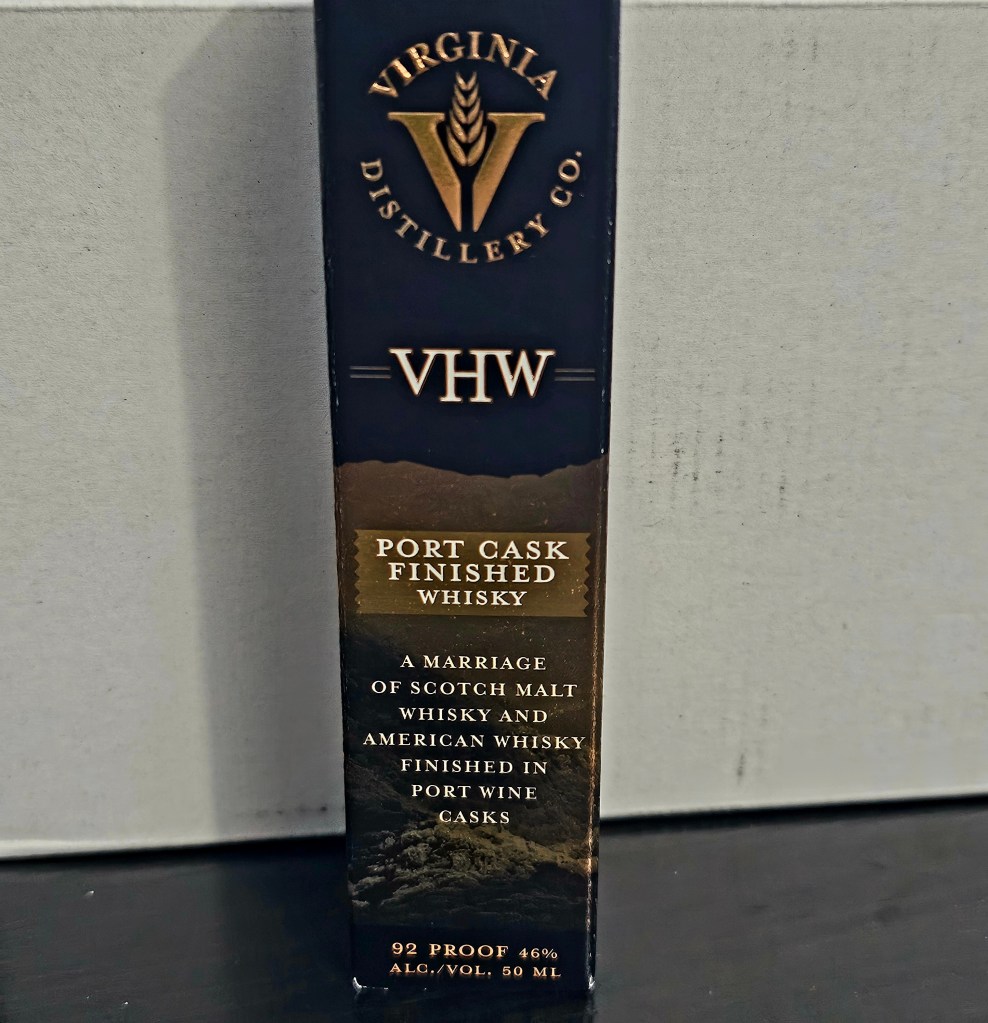 VIRGINIA
DISTILLERY CO.
VHW
PORT CASK
FINISHED
WHISKY
A MARRIAGE
OF SCOTCH MALT
WHISKY AND
AMERICAN WHISKY
FINISHED IN
PORT WINE
CASKS
92 PROOF 46%
ALC./VOL. 50 ML